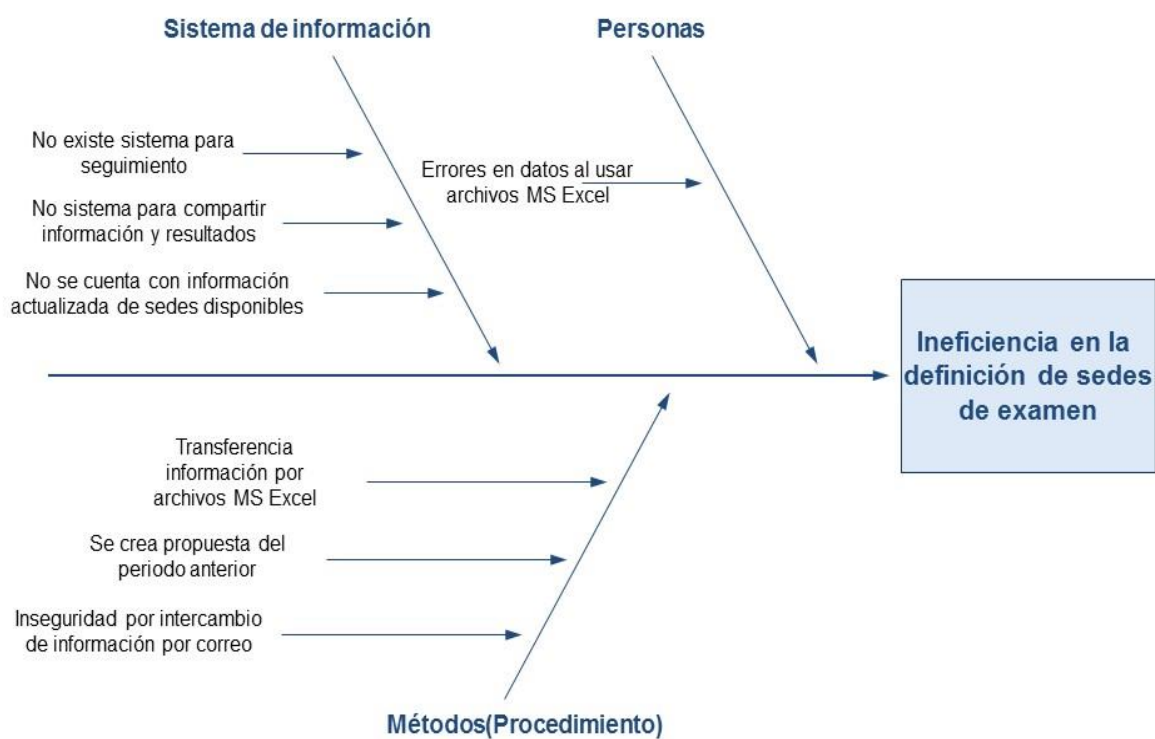 Sistema de información
Personas
No existe sistema para
seguimiento
No sistema para compartir
información y resultados
No se cuenta con información
actualizada de sedes disponibles
Errores en datos al usar
archivos MS Excel
Ineficiencia en la
definición de sedes
de examen
Transferencia
información por
archivos MS Excel
Se crea propuesta del
periodo anterior
Inseguridad por intercambio
de información por correo
Métodos(Procedimiento)